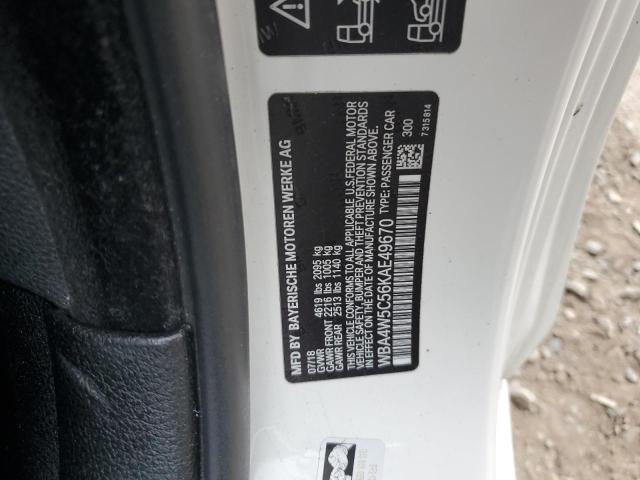 MFD BY BAYERISCHE MOTOREN WERKE AG
07/18
GVWR 4619 lbs 2095 kg
GAWR FRONT 2216 lbs 1005 kg
GAWR REAR 2513 lbs 1140 kg
THIS VEHICLE CONFORMS TO ALL APPLICABLE U.S. FEDERAL MOTOR
VEHICLE SAFETY, BUMPER AND THEFT PREVENTION STANDARDS
IN EFFECT ON THE DATE OF MANUFACTURE SHOWN ABOVE.
WBA4W5C56KAE49670 TYPE: PASSENGER CAR
300
7315814